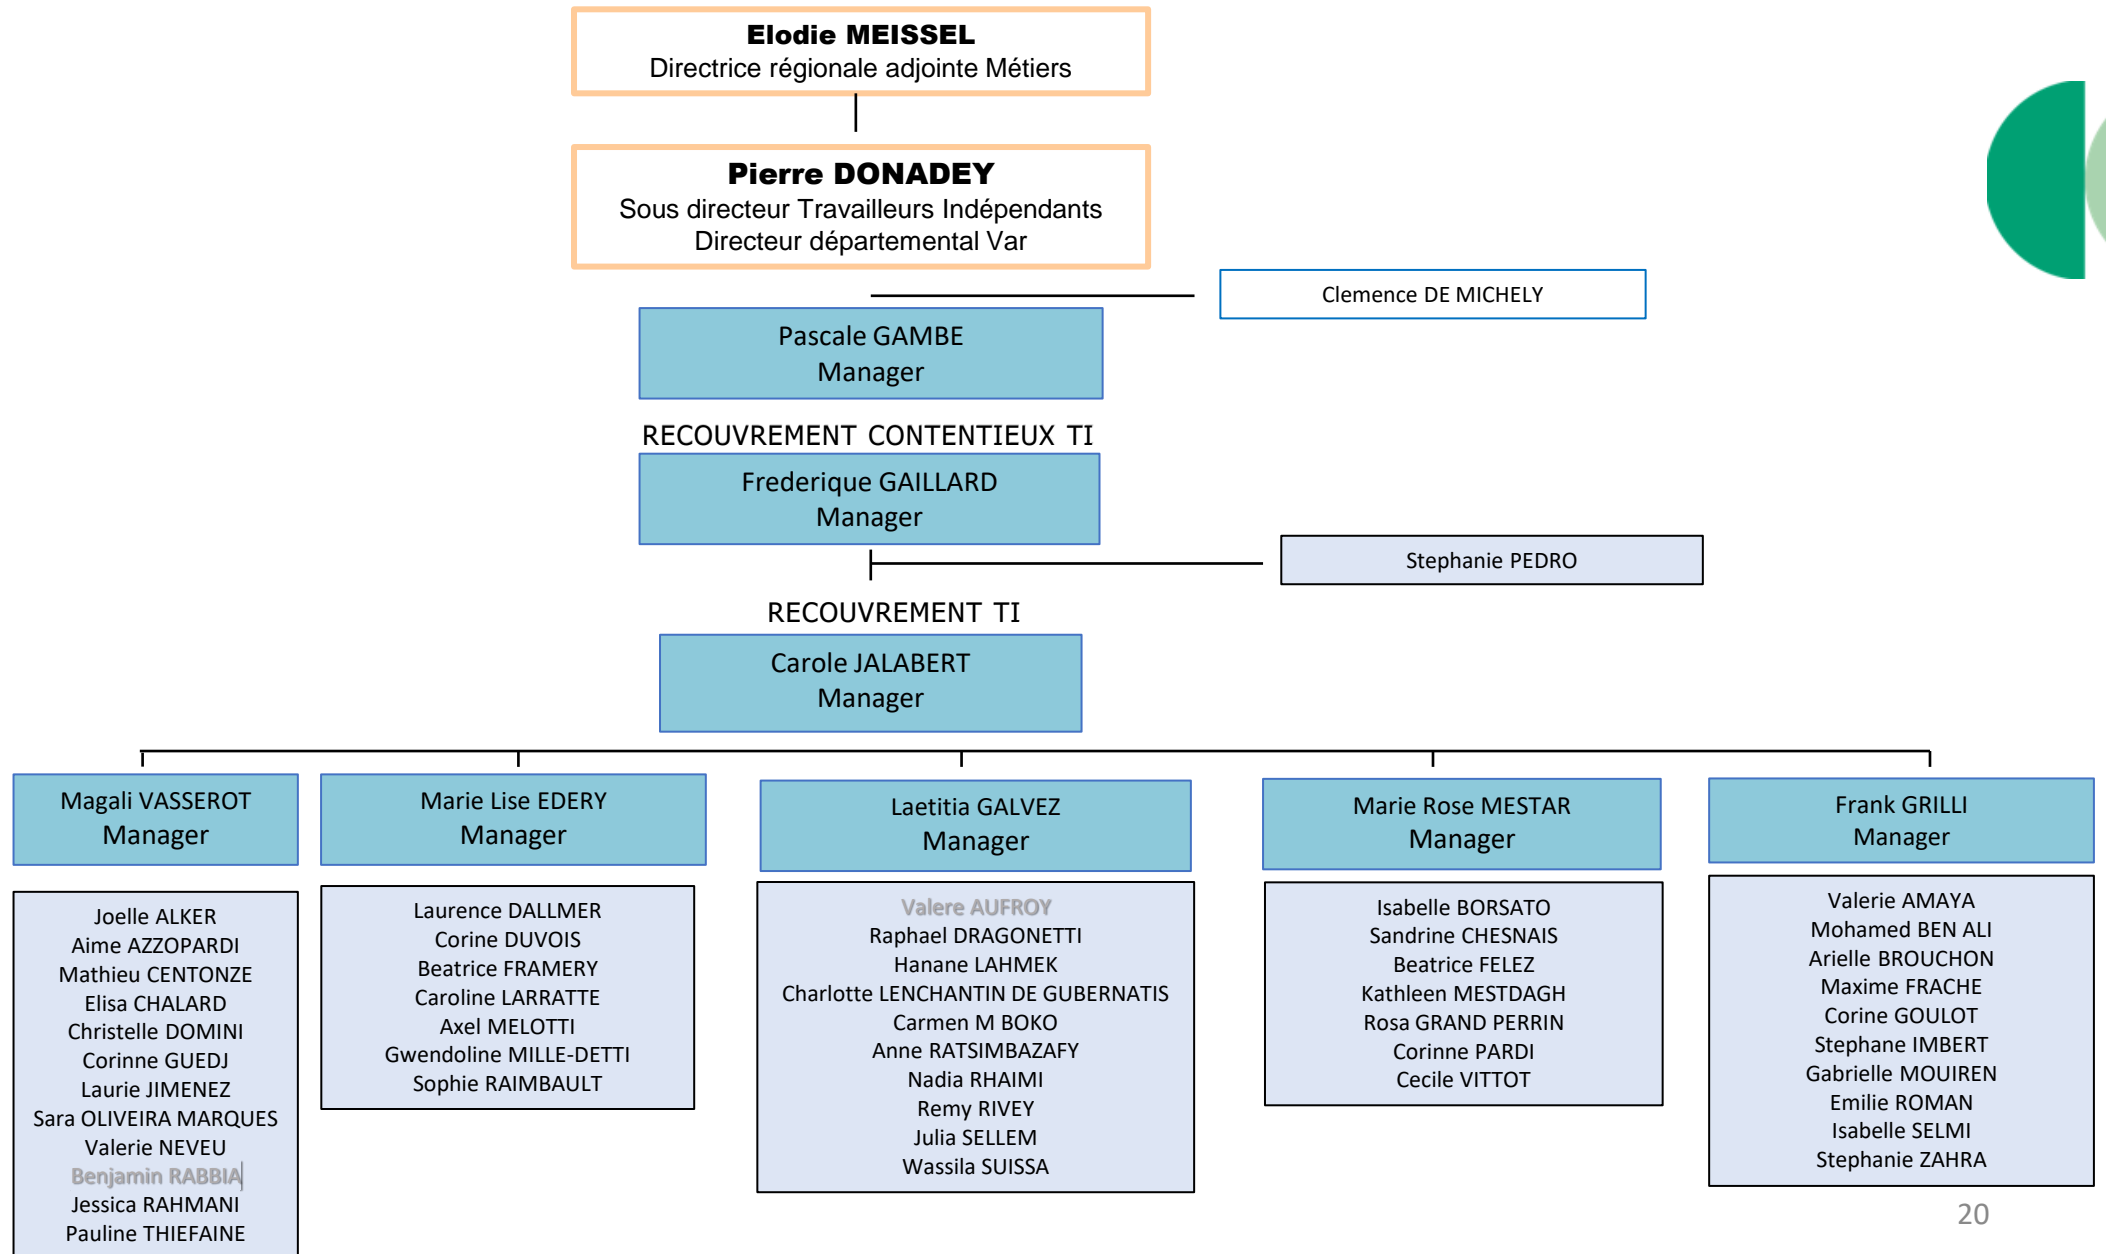 Elodie MEISSEL
Directrice régionale adjointe Métiers
Pierre DONADEY
Sous directeur Travailleurs Indépendants
Directeur départemental Var
Clemence DE MICHELY
Pascale GAMBE
Manager
RECOUVREMENT CONTENTIEUX TI
Frederique GAILLARD
Manager
Stephanie PEDRO
RECOUVREMENT TI
Carole JALABERT
Manager
Magali VASSEROT
Manager
Joelle ALKER
Aime AZZOPARDI
Mathieu CENTONZE
Elisa CHALARD
Christelle DOMINI
Corinne GUEDJ
Laurie JIMENEZ
Sara OLIVEIRA MARQUES
Valerie NEVEU
Benjamin RABBIA
Jessica RAHMANI
Pauline THIEFAINE
Marie Lise EDERY
Manager
Laurence DALLMER
Corine DUVOIS
Beatrice FRAMERY
Caroline LARRATTE
Axel MELOTTI
Gwendoline MILLE-DETTI
Sophie RAIMBAULT
Laetitia GALVEZ
Manager
Valere AUFROY
Raphael DRAGONETTI
Hanane LAHMEK
Charlotte LENCHANTIN DE GUBERNATIS
Carmen M BOKO
Anne RATSIMBAZAFY
Nadia RHAIMI
Remy RIVEY
Julia SELLEM
Wassila SUISSA
Marie Rose MESTAR
Manager
Isabelle BORSATO
Sandrine CHESNAIS
Beatrice FELEZ
Kathleen MESTDAGH
Rosa GRAND PERRIN
Corinne PARDI
Cecile VITTOT
Frank GRILLI
Manager
Valerie AMAYA
Mohamed BEN ALI
Arielle BROUCHON
Maxime FRACHE
Corine GOULOT
Stephane IMBERT
Gabrielle MOUIREN
Emilie ROMAN
Isabelle SELMI
Stephanie ZAHRA
20